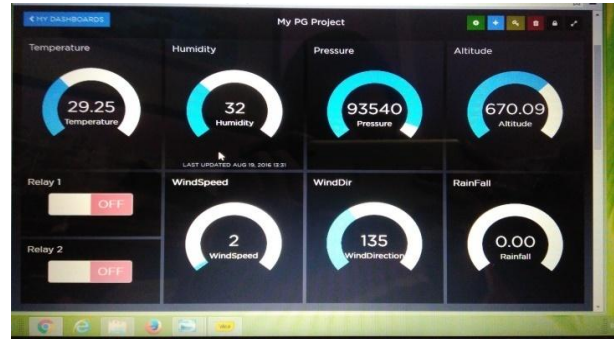 MY DASHBOARDS
My PG Project
Temperature
Humidity
Pressure
Altitude
29.25
Temperature
32
Humidity
93540
Pressure
670.09
Altitude
LAST UPDATED AUG 19, 2016 13:31
Relay 1
OFF
WindSpeed
WindDir
RainFall
2
WindSpeed
135
WindDirection
0.00
Rainfall
Relay 2
OFF